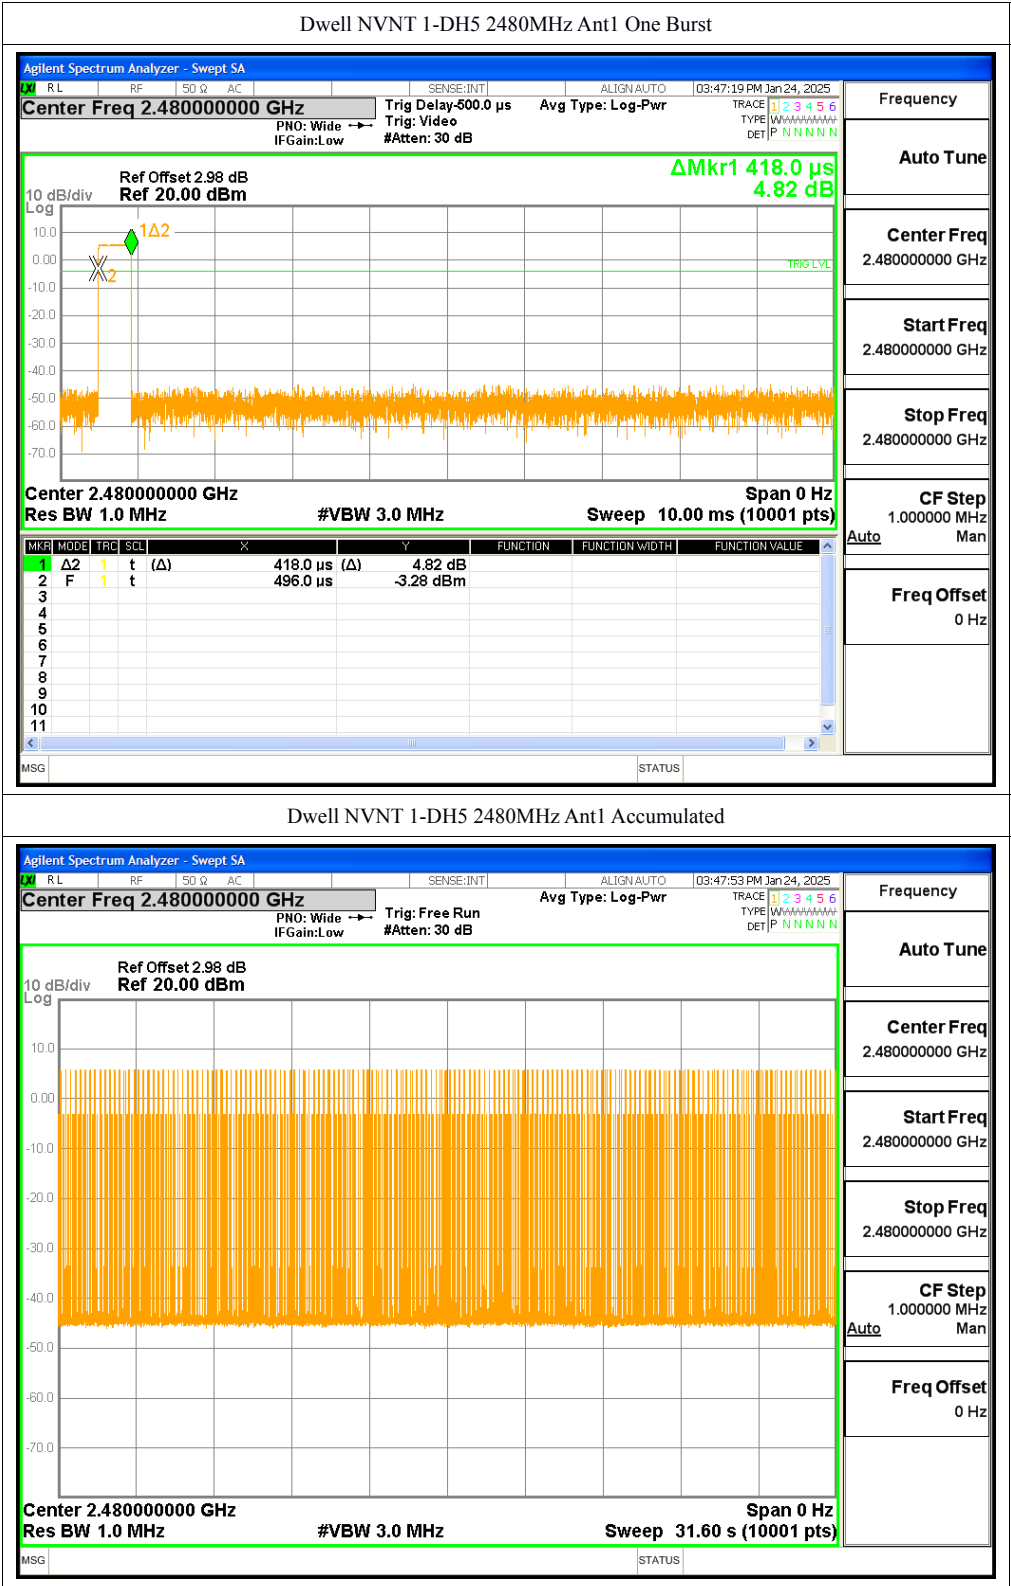 Dwell NVNT 1-DH5 2480MHz Ant1 One Burst
Agilent Spectrum Analyzer - Swept SA
LXI RL RF 50 Ω AC SENSE:INT ALIGN AUTO 03:47:19 PM Jan 24, 2025
Center Freq 2.480000000 GHz
Trig Delay-500.0 µs Avg Type: Log-Pwr TRACE 1 2 3 4 5 6
PNO: Wide Trig: Video TYPE WWWWWW
IFGain:Low #Atten: 30 dB DET P N N N N N
ΔMkr1 418.0 µs
4.82 dB
Ref Offset 2.98 dB
10 dB/div Ref 20.00 dBm
Log
10.0
0.00
-10.0
-20.0
-30.0
-40.0
-50.0
-60.0
-70.0
1Δ2
2
TRIG LVL
Center 2.480000000 GHz Span 0 Hz
Res BW 1.0 MHz #VBW 3.0 MHz Sweep 10.00 ms (10001 pts)
MKR MODE TRC SCL X Y FUNCTION FUNCTION WIDTH FUNCTION VALUE
1 Δ2 1 t (Δ) 418.0 µs (Δ) 4.82 dB
2 F 1 t 496.0 µs -3.28 dBm
3
4
5
6
7
8
9
10
11
MSG STATUS
Frequency
Auto Tune
Center Freq
2.480000000 GHz
Start Freq
2.480000000 GHz
Stop Freq
2.480000000 GHz
CF Step
1.000000 MHz
Auto Man
Freq Offset
0 Hz
Dwell NVNT 1-DH5 2480MHz Ant1 Accumulated
Agilent Spectrum Analyzer - Swept SA
LXI RL RF 50 Ω AC SENSE:INT ALIGN AUTO 03:47:53 PM Jan 24, 2025
Center Freq 2.480000000 GHz
Avg Type: Log-Pwr TRACE 1 2 3 4 5 6
PNO: Wide Trig: Free Run TYPE WWWWWW
IFGain:Low #Atten: 30 dB DET P N N N N N
Ref Offset 2.98 dB
10 dB/div Ref 20.00 dBm
Log
10.0
0.00
-10.0
-20.0
-30.0
-40.0
-50.0
-60.0
-70.0
Center 2.480000000 GHz Span 0 Hz
Res BW 1.0 MHz #VBW 3.0 MHz Sweep 31.60 s (10001 pts)
MSG STATUS
Frequency
Auto Tune
Center Freq
2.480000000 GHz
Start Freq
2.480000000 GHz
Stop Freq
2.480000000 GHz
CF Step
1.000000 MHz
Auto Man
Freq Offset
0 Hz